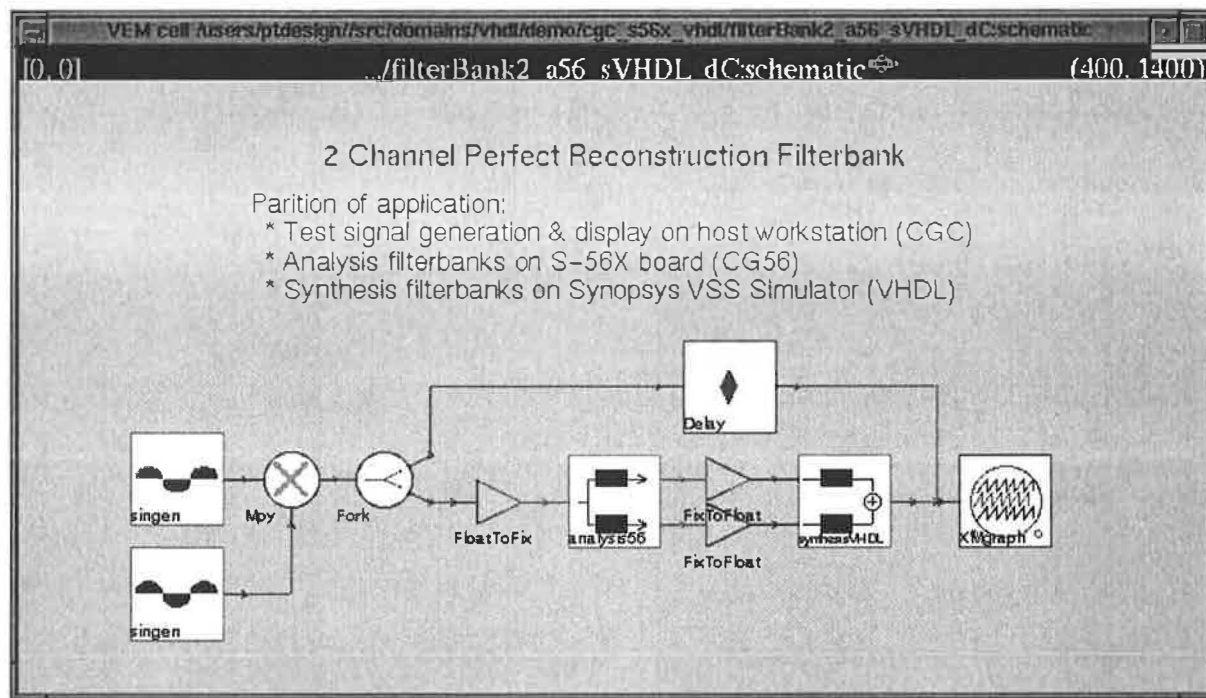 VEM cell /users/ptdesign//src/domains/vhdl/demo/cgc_s56x_vhdl/filterBank2_a56_sVHDL_dC:schematic
[0, 0] .../filterBank2_a56_sVHDL_dC:schematic (400, 1400)
2 Channel Perfect Reconstruction Filterbank
Parition of application:
* Test signal generation & display on host workstation (CGC)
* Analysis filterbanks on S-56X board (CG56)
* Synthesis filterbanks on Synopsys VSS Simulator (VHDL)
Delay
singen
Mpy
Fork
FloatToFix
analysis56
FixToFloat
synthesisVHDL
XMgraph
FixToFloat
singen